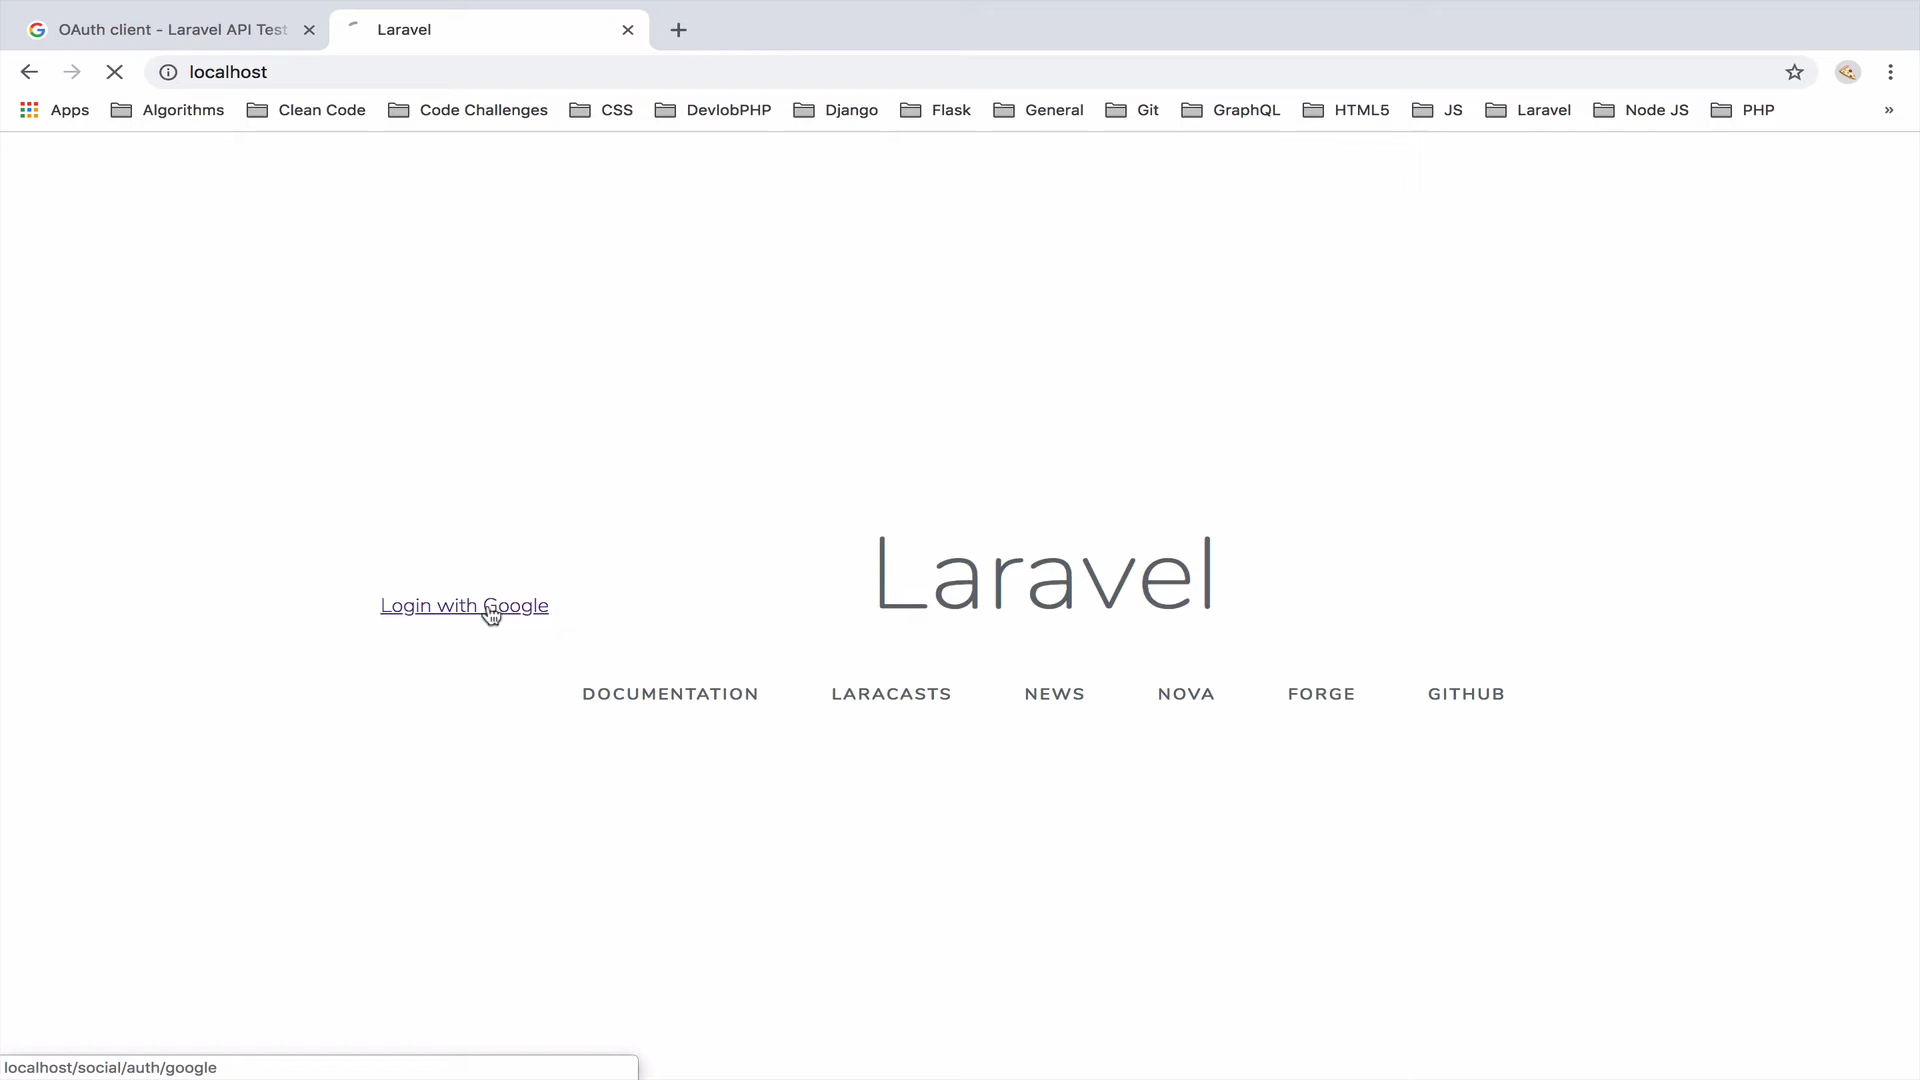 OAuth client - Laravel API Test
Laravel
localhost
Apps
Algorithms
Clean Code
Code Challenges
CSS
DevlobPHP
Django
Flask
General
Git
GraphQL
HTML5
JS
Laravel
Node JS
PHP
»
Laravel
Login with Google
DOCUMENTATION
LARACASTS
NEWS
NOVA
FORGE
GITHUB
localhost/social/auth/google